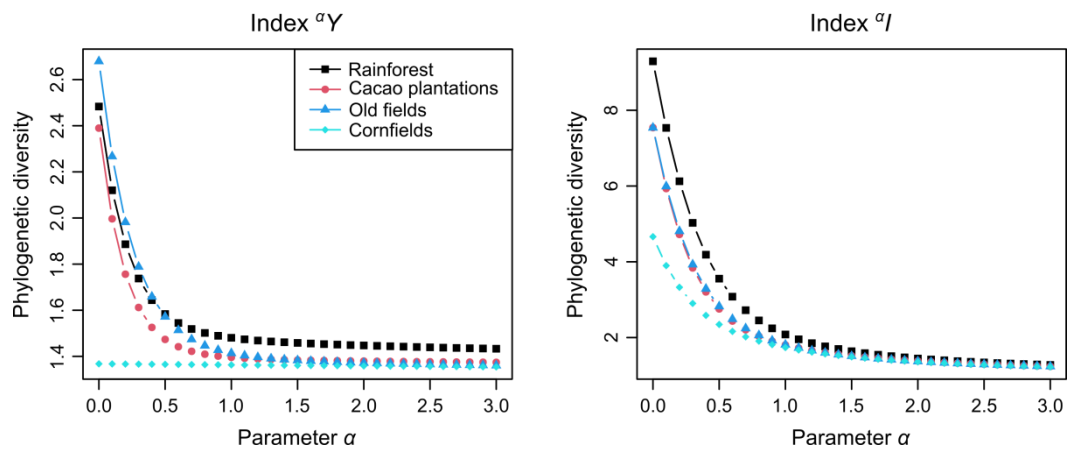 Index ᵅY
Phylogenetic diversity
2.6
2.4
2.2
2.0
1.8
1.6
1.4
0.0 0.5 1.0 1.5 2.0 2.5 3.0
Parameter α
Rainforest
Cacao plantations
Old fields
Cornfields
Index ᵅI
Phylogenetic diversity
8
6
4
2
0.0 0.5 1.0 1.5 2.0 2.5 3.0
Parameter α